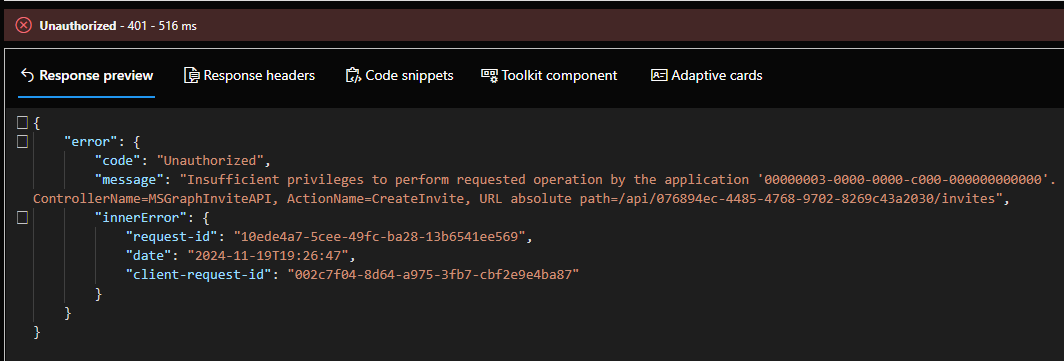 Unauthorized - 401 - 516 ms
Response preview Response headers Code snippets Toolkit component Adaptive cards
{
"error": {
"code": "Unauthorized",
"message": "Insufficient privileges to perform requested operation by the application '00000003-0000-0000-c000-000000000000'.
ControllerName=MSGraphInviteAPI, ActionName=CreateInvite, URL absolute path=/api/076894ec-4485-4768-9702-8269c43a2030/invites",
"innerError": {
"request-id": "10ede4a7-5cee-49fc-ba28-13b6541ee569",
"date": "2024-11-19T19:26:47",
"client-request-id": "002c7f04-8d64-a975-3fb7-cbf2e9e4ba87"
}
}
}